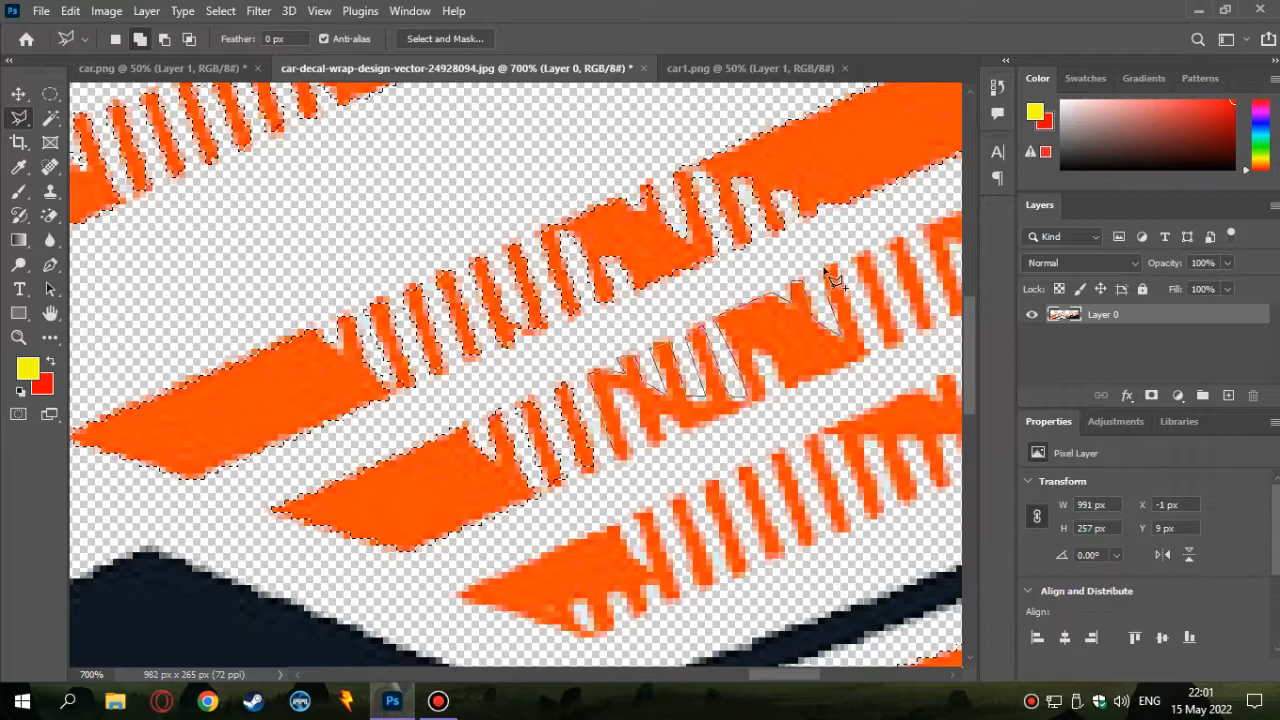 Ps File Edit Image Layer Type Select Filter 3D View Plugins Window Help
Feather: 0 px Anti-alias Select and Mask...
car.png @ 50% (Layer 1, RGB/8#) * × car-decal-wrap-design-vector-24928094.jpg @ 700% (Layer 0, RGB/8#) * × car1.png @ 50% (Layer 1, RGB/8#) ×
Color Swatches Gradients Patterns
Layers
Kind
Normal Opacity: 100%
Lock: Fill: 100%
Layer 0
fx
Properties Adjustments Libraries
Pixel Layer
Transform
W 991 px X -1 px
H 257 px Y 9 px
0.00°
Align and Distribute
Align:
700% 982 px x 265 px (72 ppi)
Ps ENG 22:01
15 May 2022